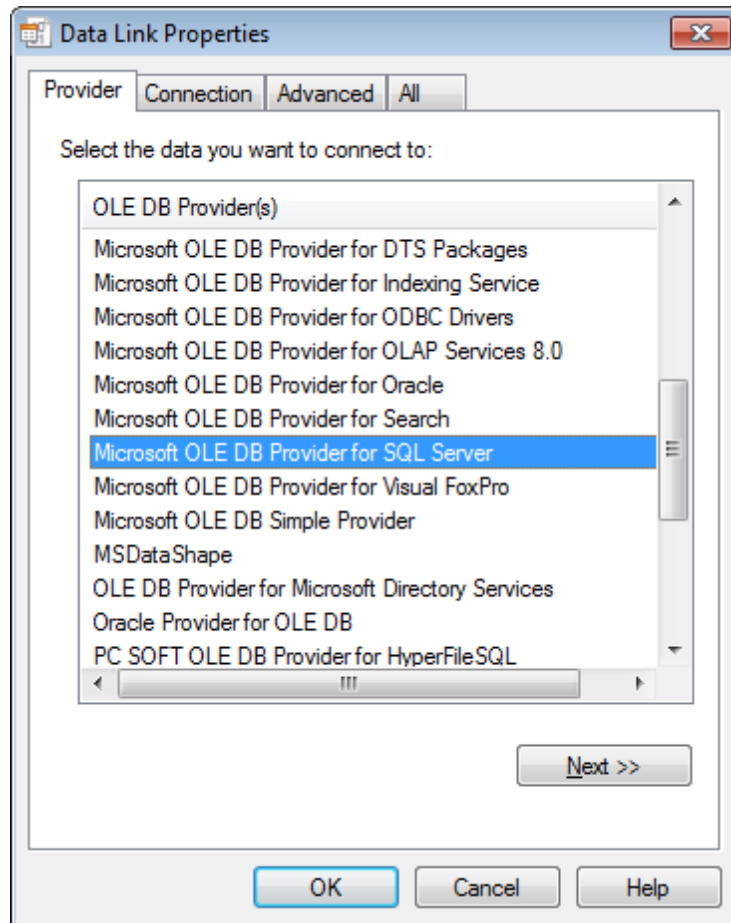 Data Link Properties
Provider Connection Advanced All
Select the data you want to connect to:
OLE DB Provider(s)
Microsoft OLE DB Provider for DTS Packages
Microsoft OLE DB Provider for Indexing Service
Microsoft OLE DB Provider for ODBC Drivers
Microsoft OLE DB Provider for OLAP Services 8.0
Microsoft OLE DB Provider for Oracle
Microsoft OLE DB Provider for Search
Microsoft OLE DB Provider for SQL Server
Microsoft OLE DB Provider for Visual FoxPro
Microsoft OLE DB Simple Provider
MSDataShape
OLE DB Provider for Microsoft Directory Services
Oracle Provider for OLE DB
PC SOFT OLE DB Provider for HyperFileSQL
Next >>
OK Cancel Help